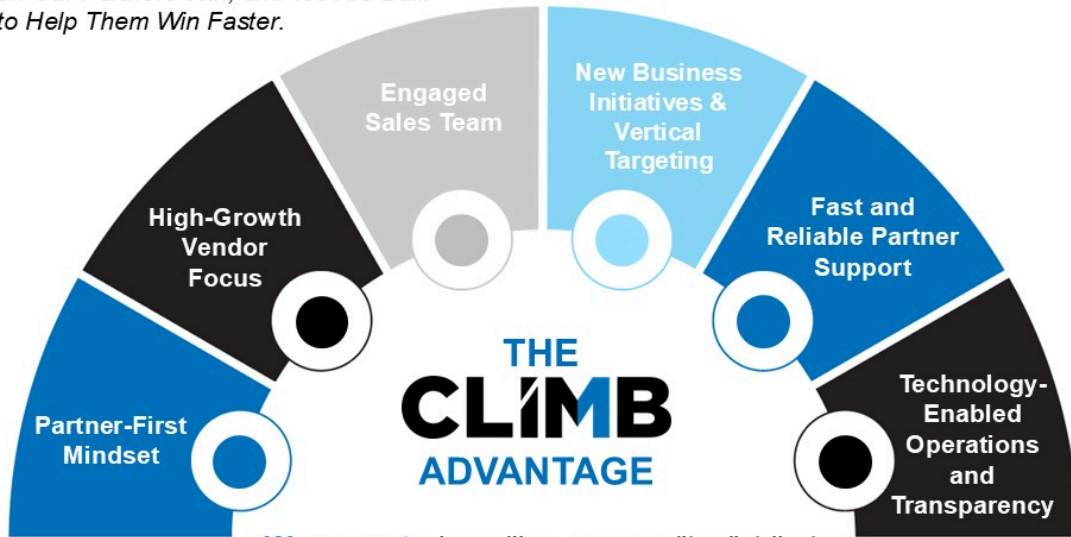 to Help Them Win Faster.
Engaged
Sales Team
New Business
Initiatives &
Vertical
Targeting
High-Growth
Vendor
Focus
Fast and
Reliable Partner
Support
Partner-First
Mindset
Technology-
Enabled
Operations
and
Transparency
THE
CLIMB
ADVANTAGE